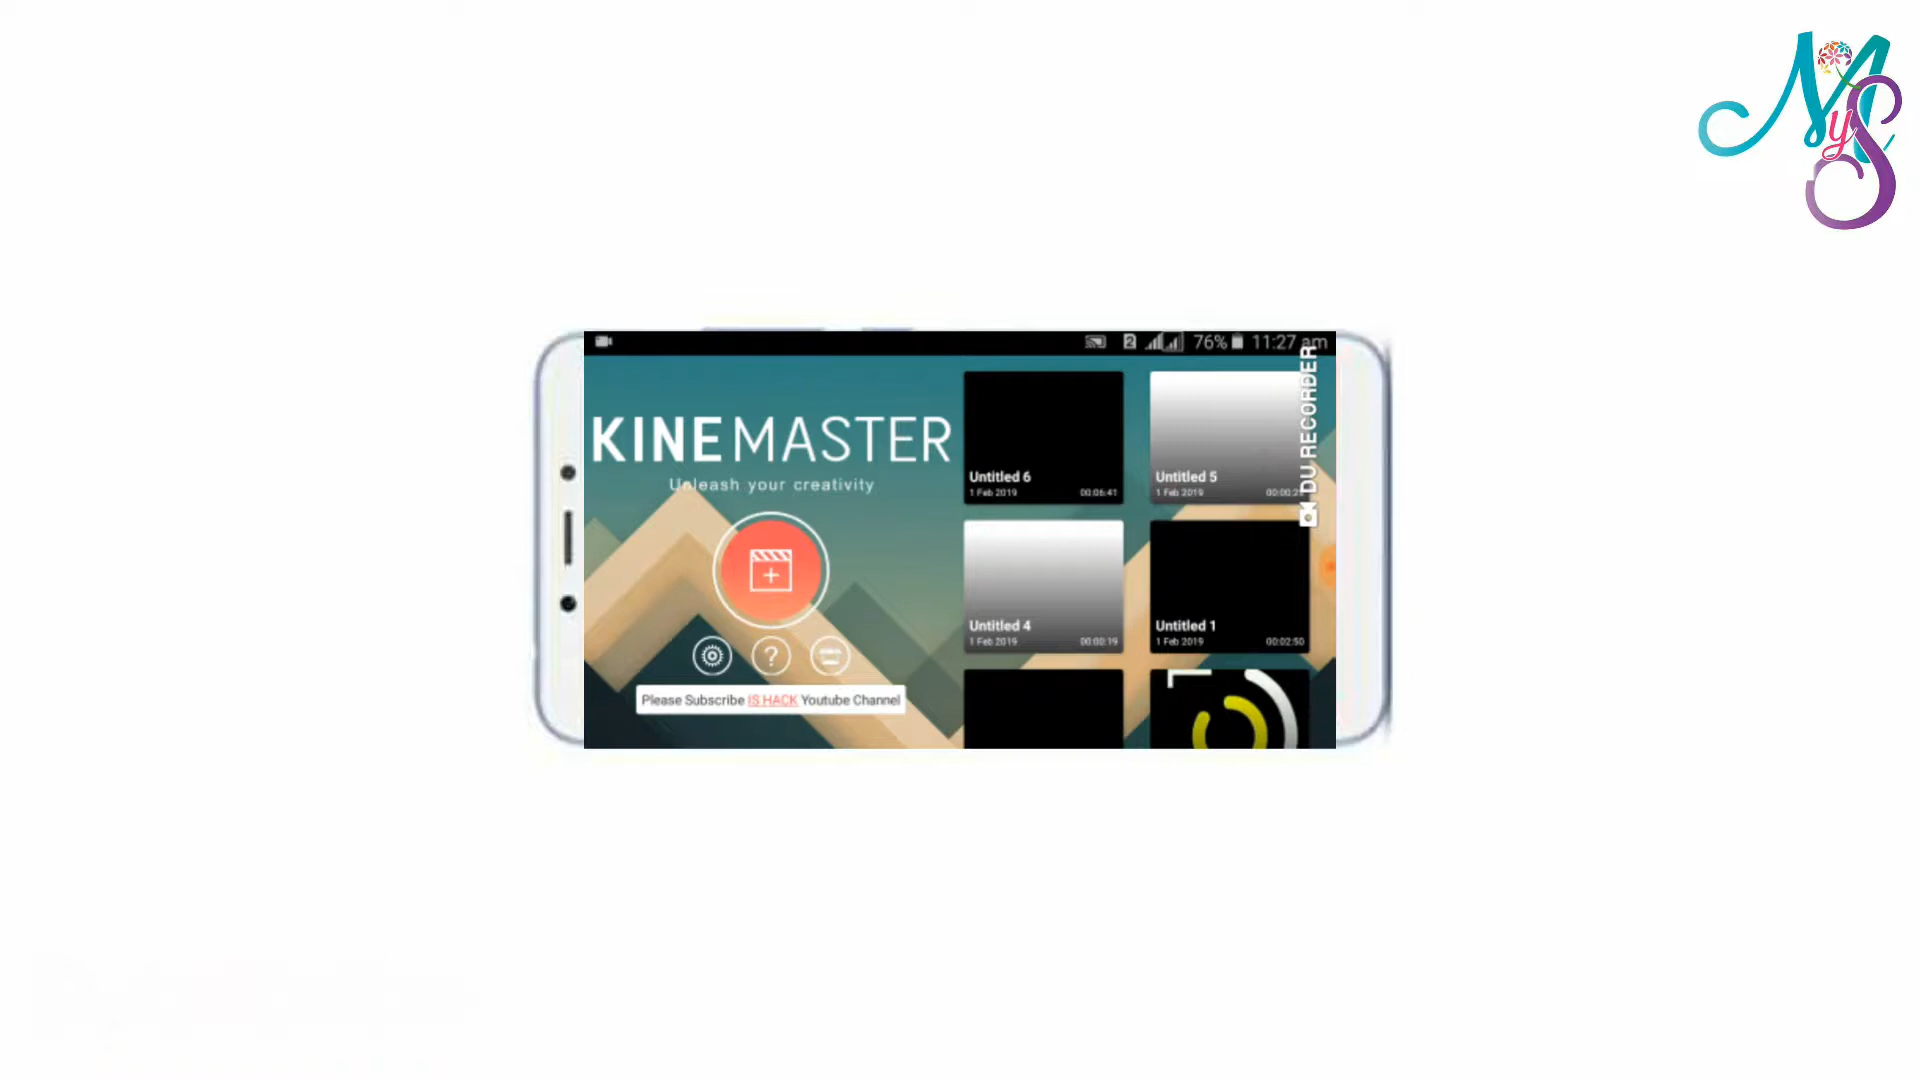 MyS
2 76% 11:27 am
DU RECORDER
KINEMASTER
Unleash your creativity
Please Subscribe IS HACK Youtube Channel
Untitled 6
1 Feb 2019 00:06:41
Untitled 5
1 Feb 2019
Untitled 4
1 Feb 2019 00:00:19
Untitled 1
1 Feb 2019 00:02:50